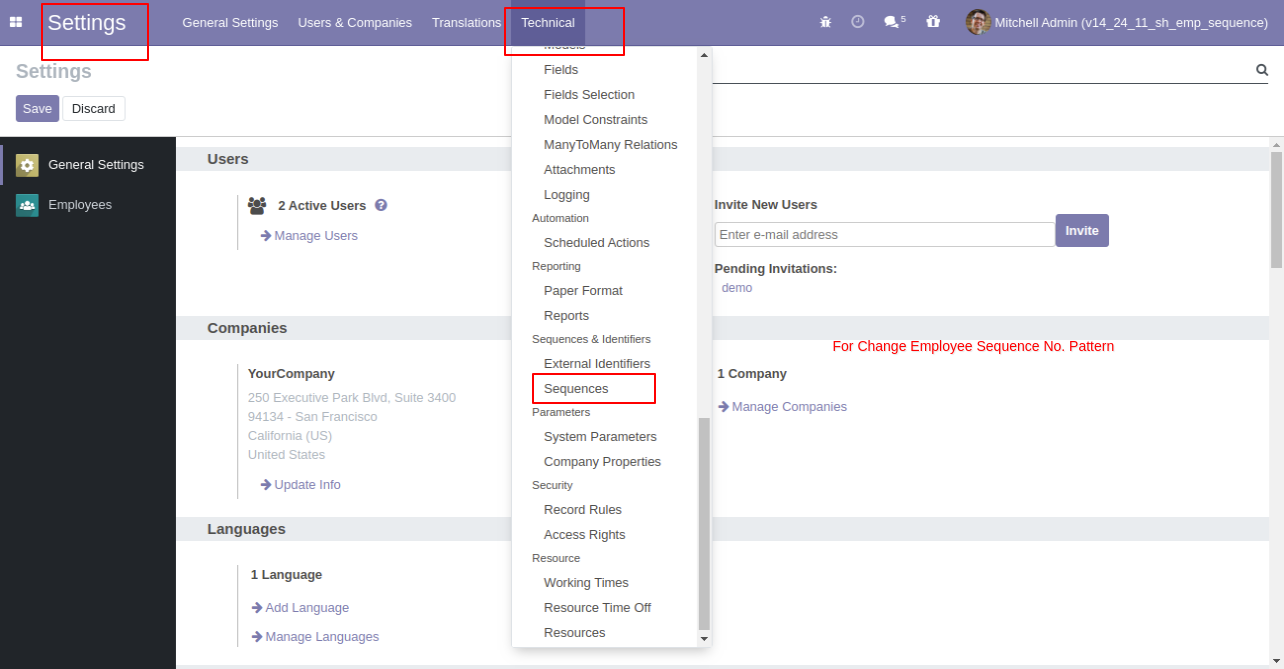 Settings
General Settings
Users & Companies
Translations
Technical
5
Mitchell Admin (v14_24_11_sh_emp_sequence)
Settings
Save
Discard
General Settings
Employees
Models
Fields
Fields Selection
Model Constraints
ManyToMany Relations
Attachments
Logging
Automation
Scheduled Actions
Reporting
Paper Format
Reports
Sequences & Identifiers
External Identifiers
Sequences
Parameters
System Parameters
Company Properties
Security
Record Rules
Access Rights
Resource
Working Times
Resource Time Off
Resources
Users
2 Active Users
Manage Users
Invite New Users
Enter e-mail address
Invite
Pending Invitations:
demo
Companies
For Change Employee Sequence No. Pattern
YourCompany
250 Executive Park Blvd, Suite 3400
94134 - San Francisco
California (US)
United States
Update Info
1 Company
Manage Companies
Languages
1 Language
Add Language
Manage Languages